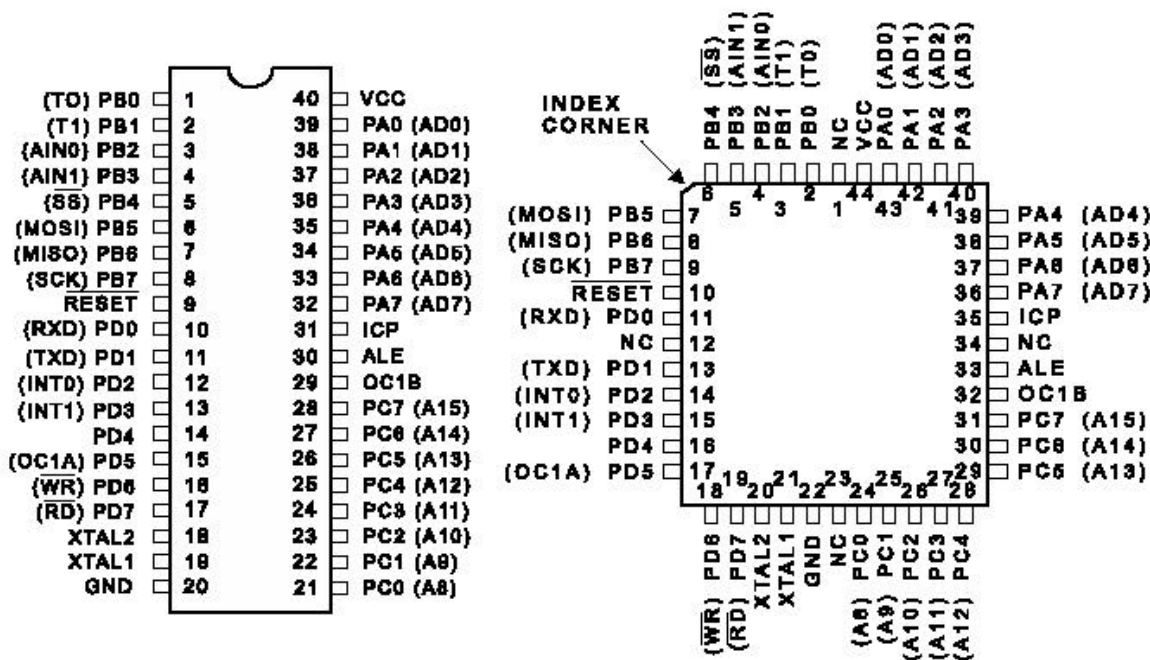 (TO) PB0 1 40 VCC
(T1) PB1 2 39 PA0 (AD0)
(AIN0) PB2 3 38 PA1 (AD1)
(AIN1) PB3 4 37 PA2 (AD2)
(SS) PB4 5 36 PA3 (AD3)
(MOSI) PB5 6 35 PA4 (AD4)
(MISO) PB6 7 34 PA5 (AD5)
(SCK) PB7 8 33 PA6 (AD6)
RESET 9 32 PA7 (AD7)
(RXD) PD0 10 31 ICP
(TXD) PD1 11 30 ALE
(INT0) PD2 12 29 OC1B
(INT1) PD3 13 28 PC7 (A15)
PD4 14 27 PC6 (A14)
(OC1A) PD5 15 26 PC5 (A13)
(WR) PD6 16 25 PC4 (A12)
(RD) PD7 17 24 PC3 (A11)
XTAL2 18 23 PC2 (A10)
XTAL1 19 22 PC1 (A9)
GND 20 21 PC0 (A8)
INDEX
CORNER
PB4 (SS)
PB3 (AIN1)
PB2 (AIN0)
PB1 (T1)
PB0 (T0)
NC
VCC
PA0 (AD0)
PA1 (AD1)
PA2 (AD2)
PA3 (AD3)
6 5 4 3 2 1 44 43 42 41 40
(MOSI) PB5 7 39 PA4 (AD4)
(MISO) PB6 8 38 PA5 (AD5)
(SCK) PB7 9 37 PA6 (AD6)
RESET 10 36 PA7 (AD7)
(RXD) PD0 11 35 ICP
NC 12 34 NC
(TXD) PD1 13 33 ALE
(INT0) PD2 14 32 OC1B
(INT1) PD3 15 31 PC7 (A15)
PD4 16 30 PC6 (A14)
(OC1A) PD5 17 29 PC5 (A13)
18 19 20 21 22 23 24 25 26 27 28
(WR) PD6
(RD) PD7
XTAL2
XTAL1
GND
NC
(A8) PC0
(A9) PC1
(A10) PC2
(A11) PC3
(A12) PC4